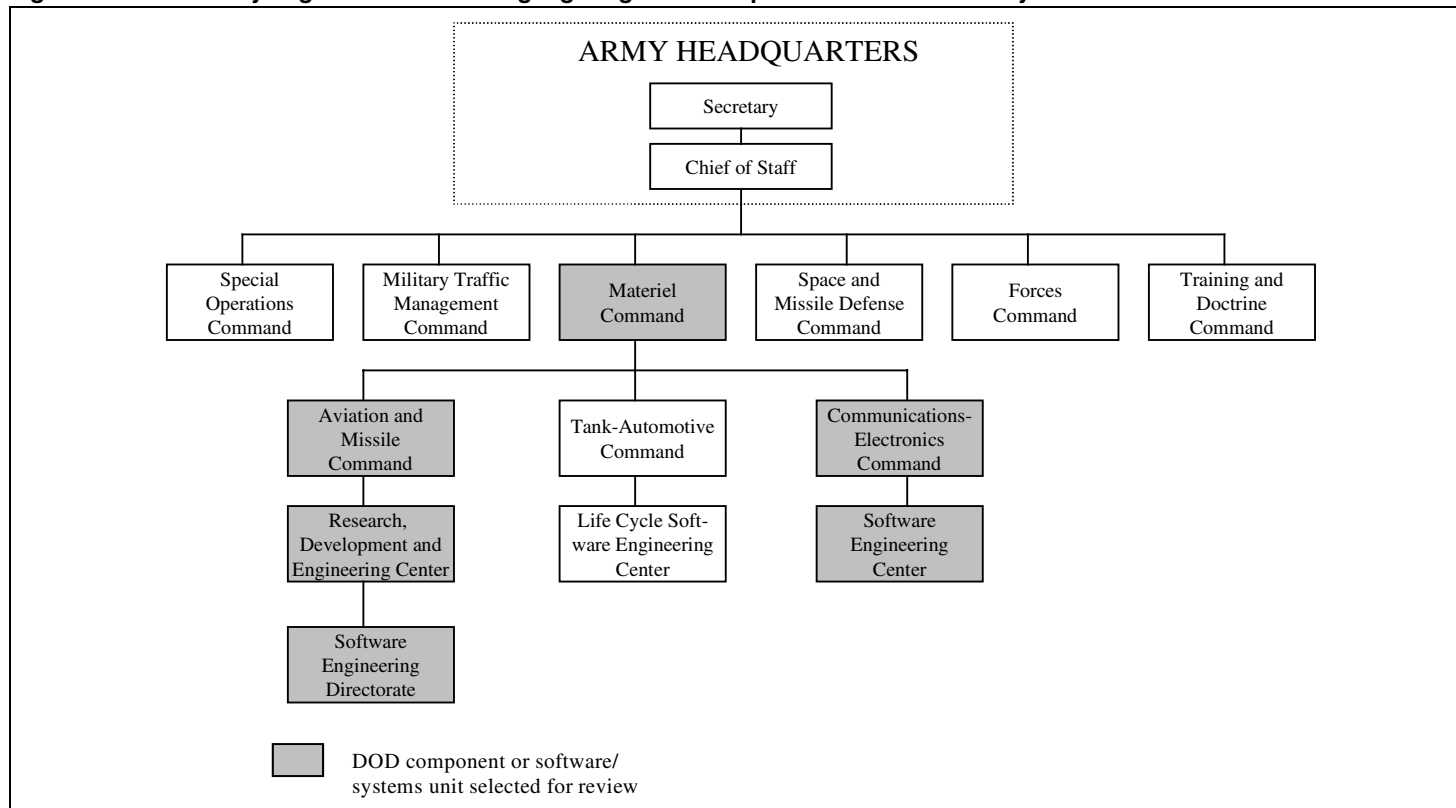 ARMY HEADQUARTERS
Secretary
Chief of Staff
Special
Operations
Command
Military Traffic
Management
Command
Materiel
Command
Space and
Missile Defense
Command
Forces
Command
Training and
Doctrine
Command
Aviation and
Missile
Command
Tank-Automotive
Command
Communications-
Electronics
Command
Research,
Development and
Engineering Center
Life Cycle Soft-
ware Engineering
Center
Software
Engineering
Center
Software
Engineering
Directorate
DOD component or software/
systems unit selected for review